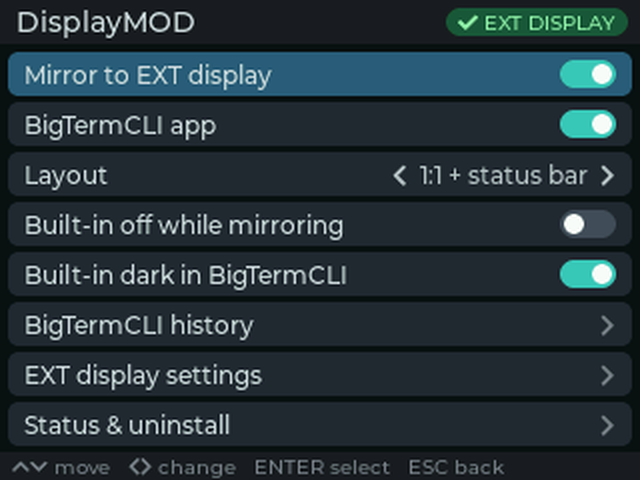 DisplayMOD
EXT DISPLAY
Mirror to EXT display
BigTermCLI app
Layout 1:1 + status bar
Built-in off while mirroring
Built-in dark in BigTermCLI
BigTermCLI history
EXT display settings
Status & uninstall
move change ENTER select ESC back